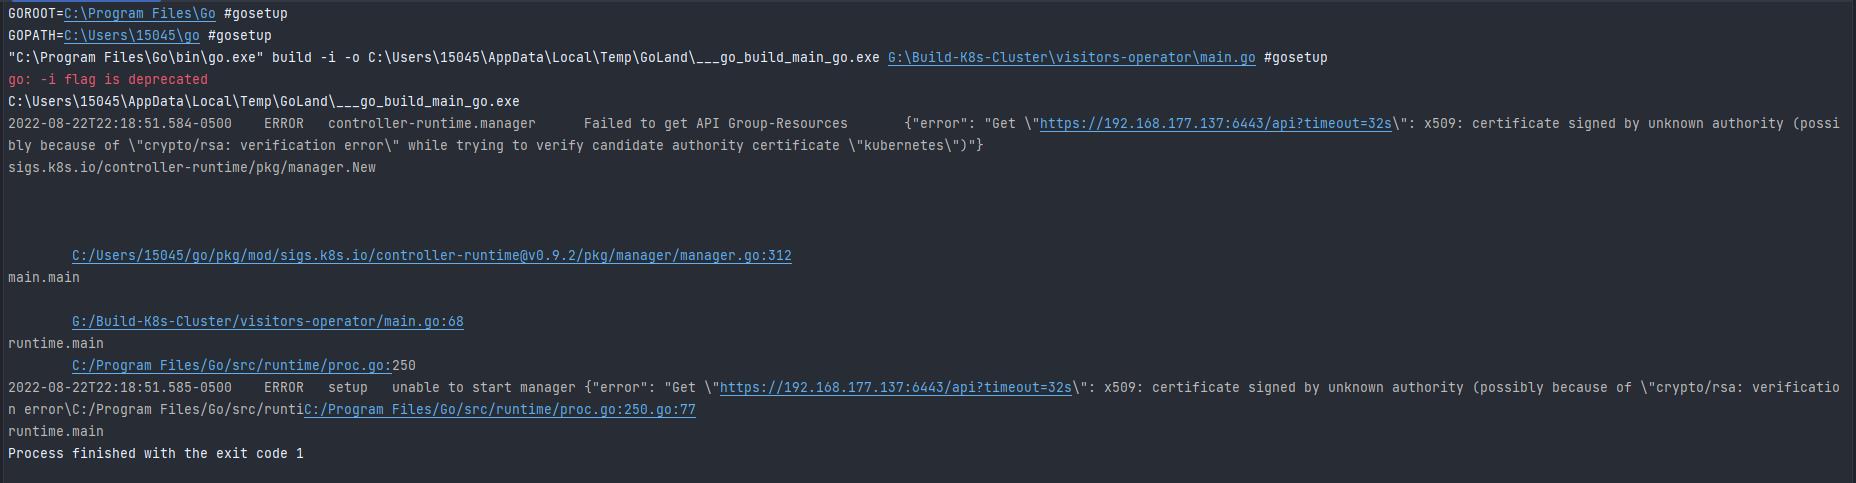 GOROOT=C:\Program Files\Go #gosetup
GOPATH=C:\Users\15045\go #gosetup
"C:\Program Files\Go\bin\go.exe" build -i -o C:\Users\15045\AppData\Local\Temp\GoLand\___go_build_main_go.exe G:\Build-K8s-Cluster\visitors-operator\main.go #gosetup
go: -i flag is deprecated
C:\Users\15045\AppData\Local\Temp\GoLand\___go_build_main_go.exe
2022-08-22T22:18:51.584-0500    ERROR   controller-runtime.manager      Failed to get API Group-Resources       {"error": "Get \"https://192.168.177.137:6443/api?timeout=32s\": x509: certificate signed by unknown authority (possi
bly because of \"crypto/rsa: verification error\" while trying to verify candidate authority certificate \"kubernetes\")"}
sigs.k8s.io/controller-runtime/pkg/manager.New
C:/Users/15045/go/pkg/mod/sigs.k8s.io/controller-runtime@v0.9.2/pkg/manager/manager.go:312
main.main
G:/Build-K8s-Cluster/visitors-operator/main.go:68
runtime.main
C:/Program Files/Go/src/runtime/proc.go:250
2022-08-22T22:18:51.585-0500    ERROR   setup   unable to start manager {"error": "Get \"https://192.168.177.137:6443/api?timeout=32s\": x509: certificate signed by unknown authority (possibly because of \"crypto/rsa: verificatio
n error\C:/Program Files/Go/src/runtiC:/Program Files/Go/src/runtime/proc.go:250.go:77
runtime.main
Process finished with the exit code 1